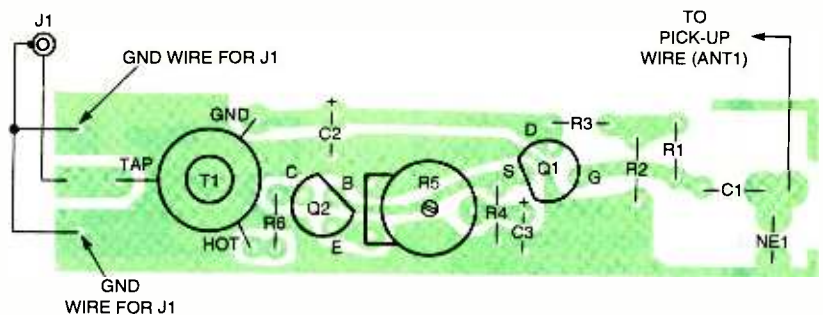 J1
GND WIRE FOR J1
TO
PICK-UP
WIRE (ANT1)
GND
+
C2
D
R3
R1
TAP
T1
C
B
R5
S
Q1
G
R2
C1
Q2
R6
R4
+
C3
E
HOT
NE1
GND
WIRE FOR J1